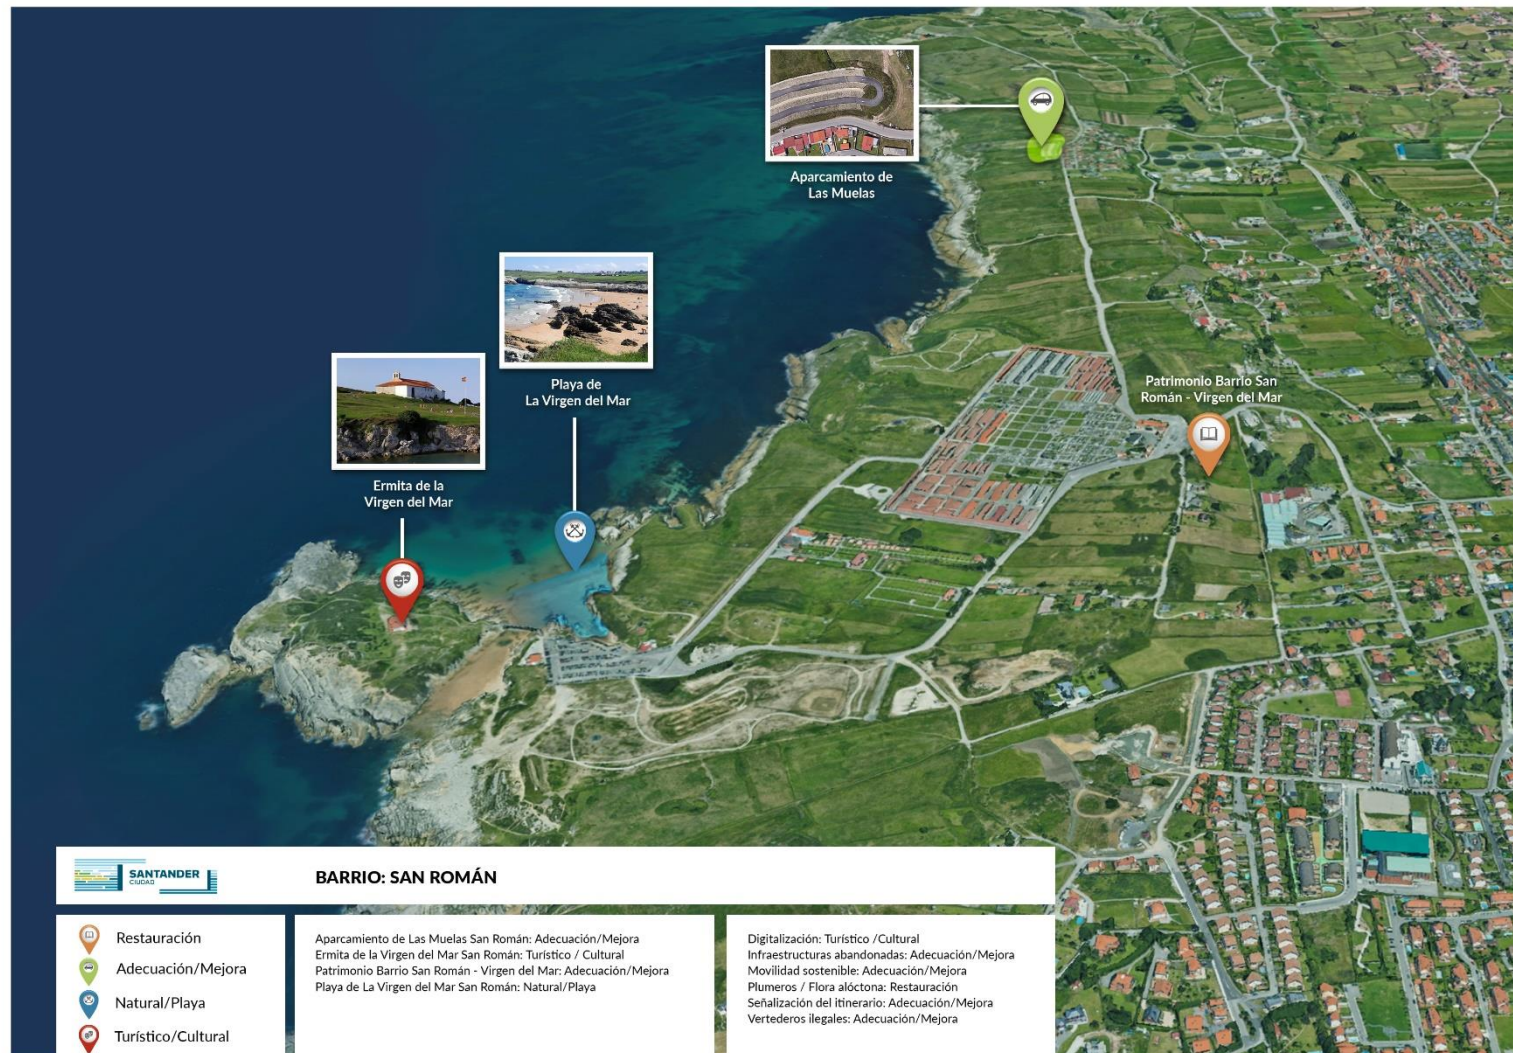 Aparcamiento de
Las Muelas
Playa de
La Virgen del Mar
Patrimonio Barrio San
Román - Virgen del Mar
Ermita de la
Virgen del Mar
SANTANDER
CIUDAD
BARRIO: SAN ROMÁN
Restauración
Adecuación/Mejora
Natural/Playa
Turístico/Cultural
Aparcamiento de Las Muelas San Román: Adecuación/Mejora
Ermita de la Virgen del Mar San Román: Turístico / Cultural
Patrimonio Barrio San Román - Virgen del Mar: Adecuación/Mejora
Playa de La Virgen del Mar San Román: Natural/Playa
Digitalización: Turístico /Cultural
Infraestructuras abandonadas: Adecuación/Mejora
Movilidad sostenible: Adecuación/Mejora
Plumeros / Flora alóctona: Restauración
Señalización del itinerario: Adecuación/Mejora
Vertederos ilegales: Adecuación/Mejora